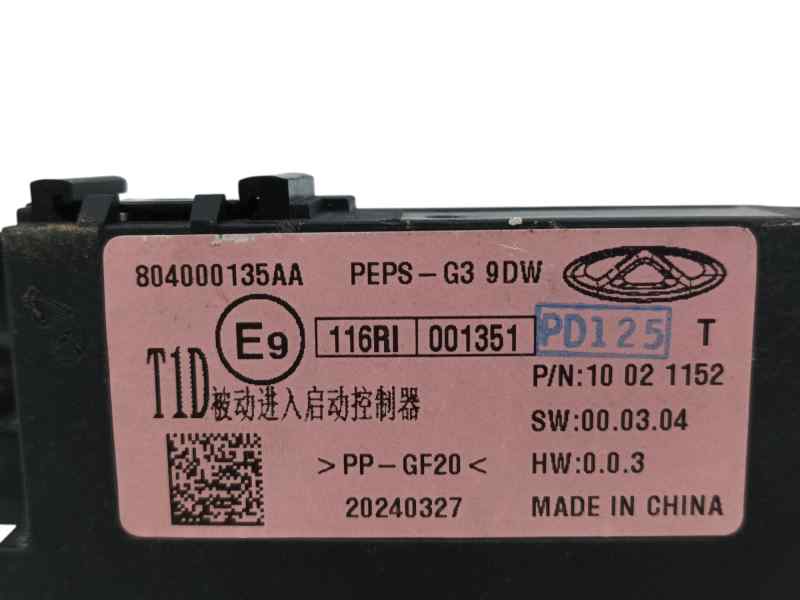 804000135AA PEPS-G3 9DW
E9 116RI 001351 PD125 T
T1D被动进入启动控制器
P/N:10 02 1152
SW:00.03.04
>PP-GF20< HW:0.0.3
20240327 MADE IN CHINA